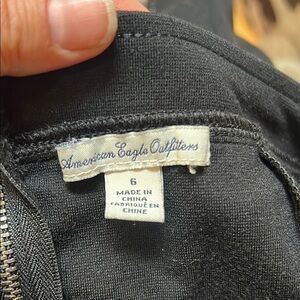 American Eagle Outfitters
6
MADE IN
CHINA
FABRIQUÉ EN
CHINE